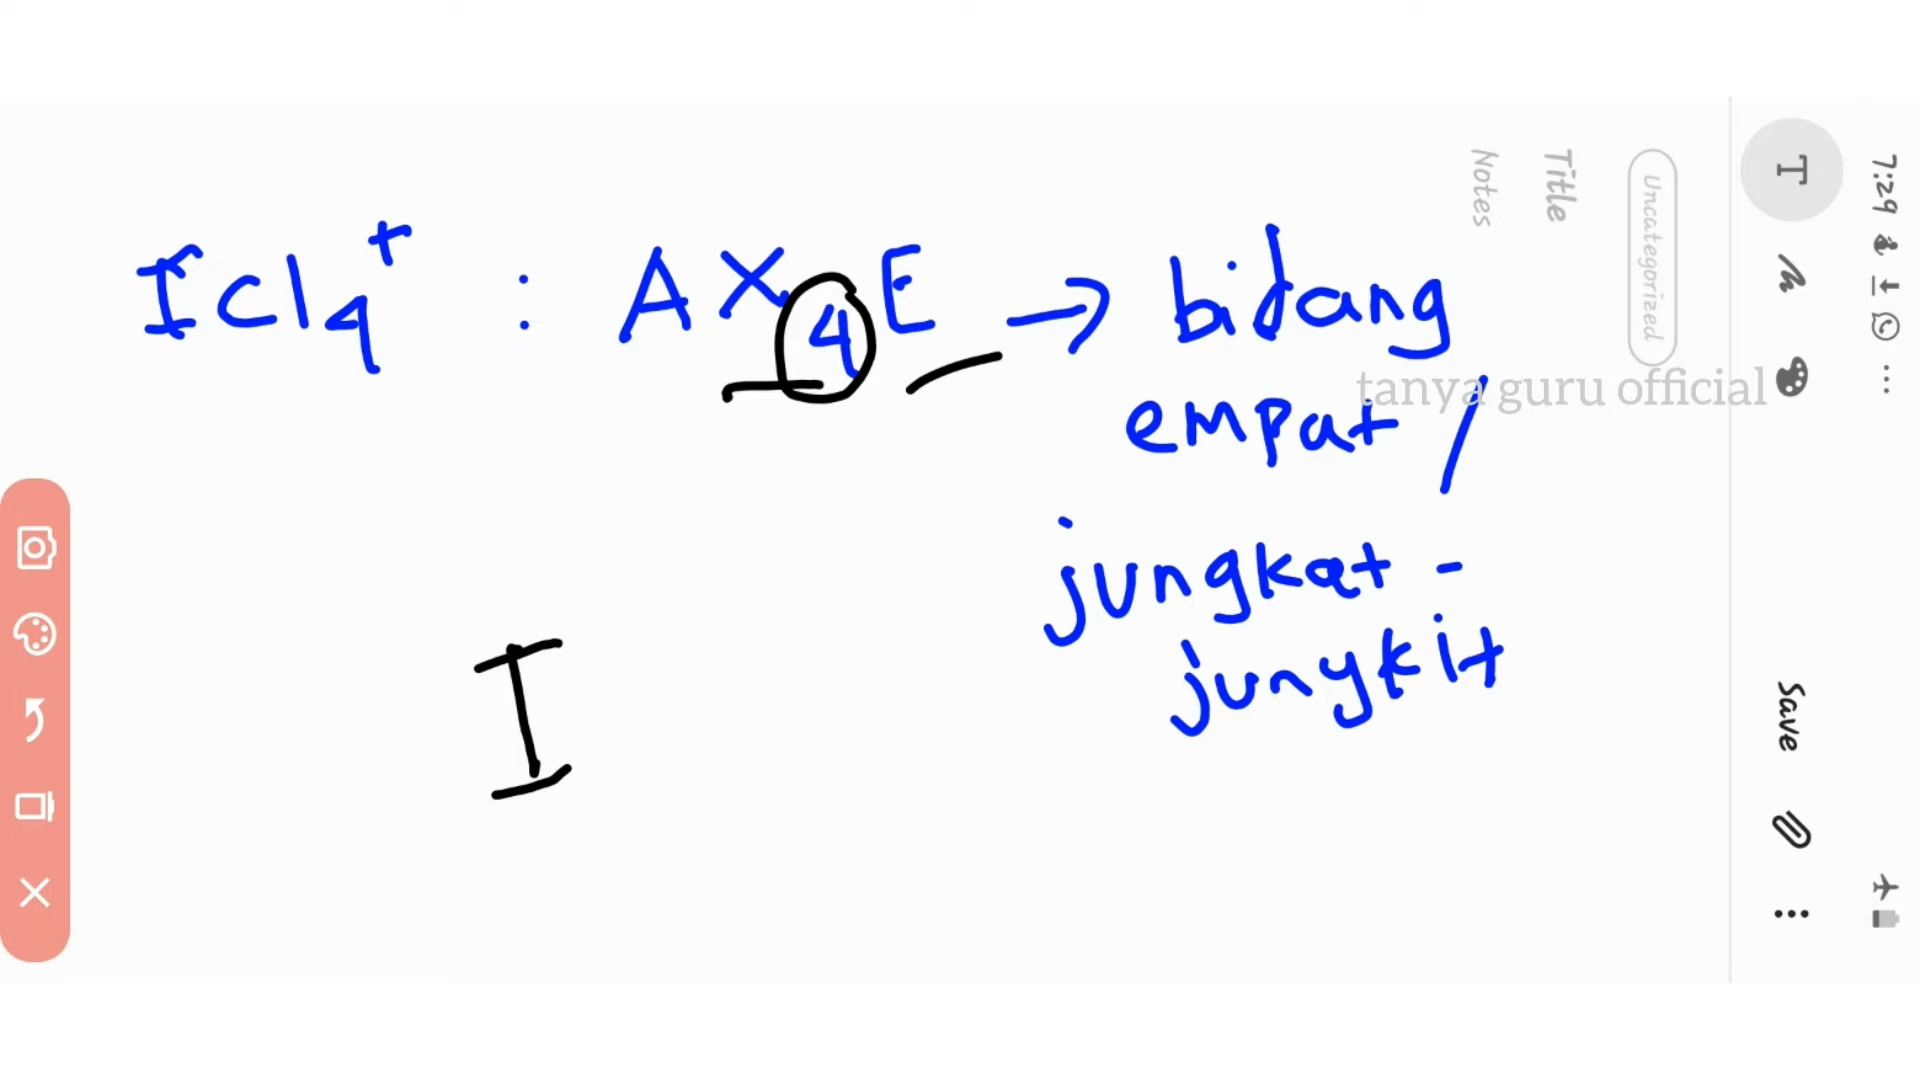 ICl4+ : AX4E → bidang
empat /
jungkat -
jungkit
I
tanya guru official
Title
Notes
Uncategorized
T
7:29
Save